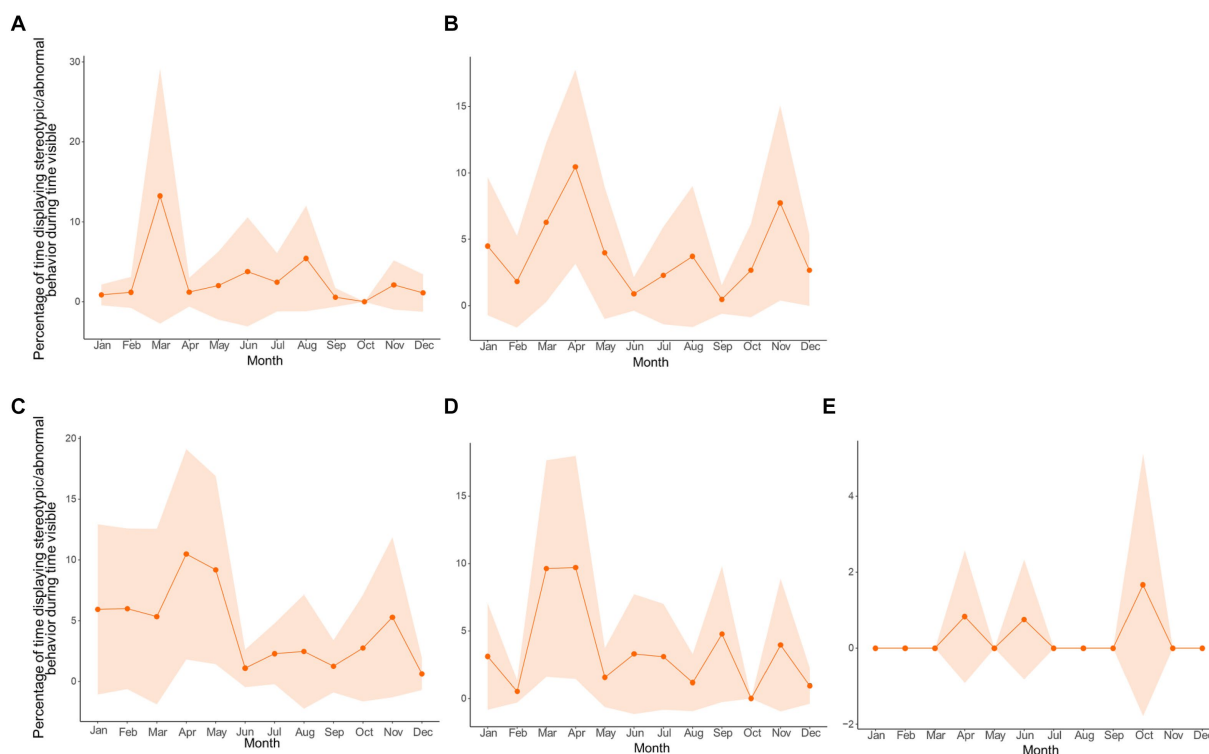 A
B
Percentage of time displaying stereotypic/abnormal
behavior during time visible
30
20
10
0
Jan Feb Mar Apr May Jun Jul Aug Sep Oct Nov Dec
Month
15
10
5
0
Jan Feb Mar Apr May Jun Jul Aug Sep Oct Nov Dec
Month
C
D
E
Percentage of time displaying stereotypic/abnormal
behavior during time visible
20
15
10
5
0
Jan Feb Mar Apr May Jun Jul Aug Sep Oct Nov Dec
Month
15
10
5
0
Jan Feb Mar Apr May Jun Jul Aug Sep Oct Nov Dec
Month
4
2
0
−2
Jan Feb Mar Apr May Jun Jul Aug Sep Oct Nov Dec
Month